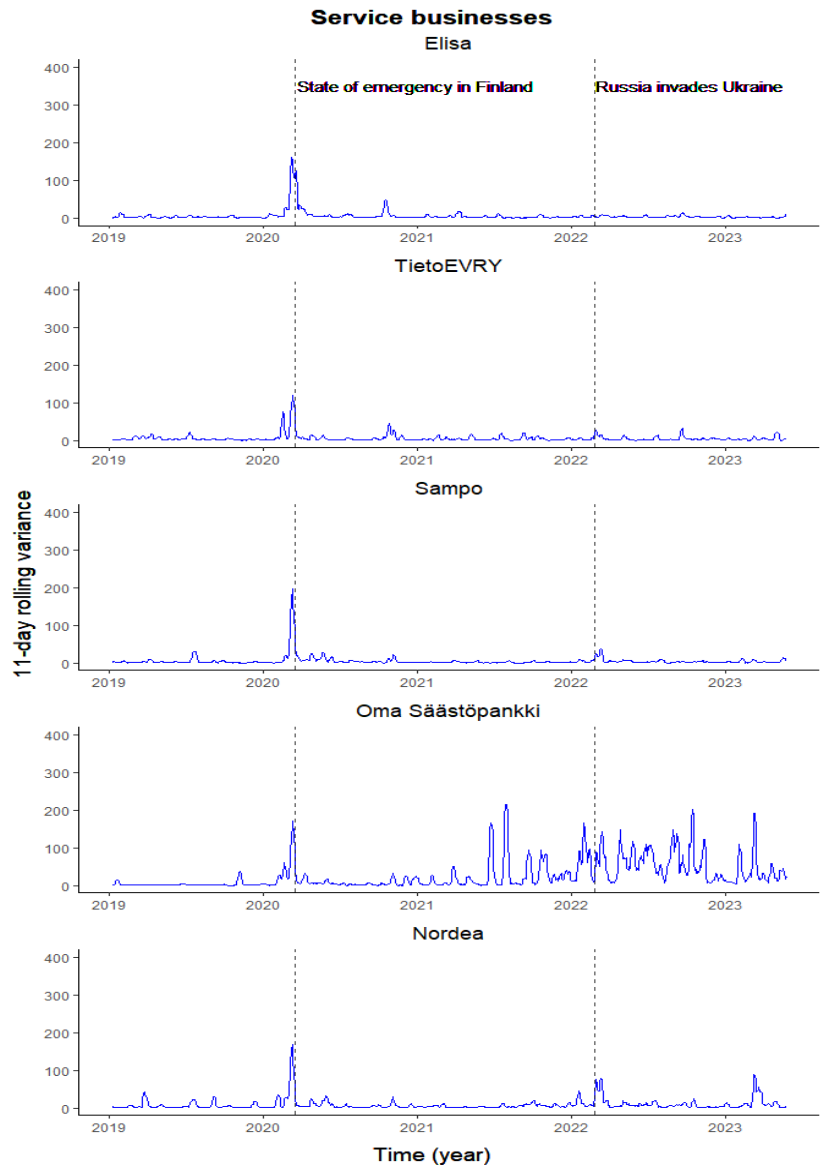 Service businesses
Elisa
400
300
200
100
0
State of emergency in Finland
Russia invades Ukraine
2019 2020 2021 2022 2023
TietoEVRY
400
300
200
100
0
2019 2020 2021 2022 2023
Sampo
400
300
200
100
0
2019 2020 2021 2022 2023
11-day rolling variance
Oma Säästöpankki
400
300
200
100
0
2019 2020 2021 2022 2023
Nordea
400
300
200
100
0
2019 2020 2021 2022 2023
Time (year)